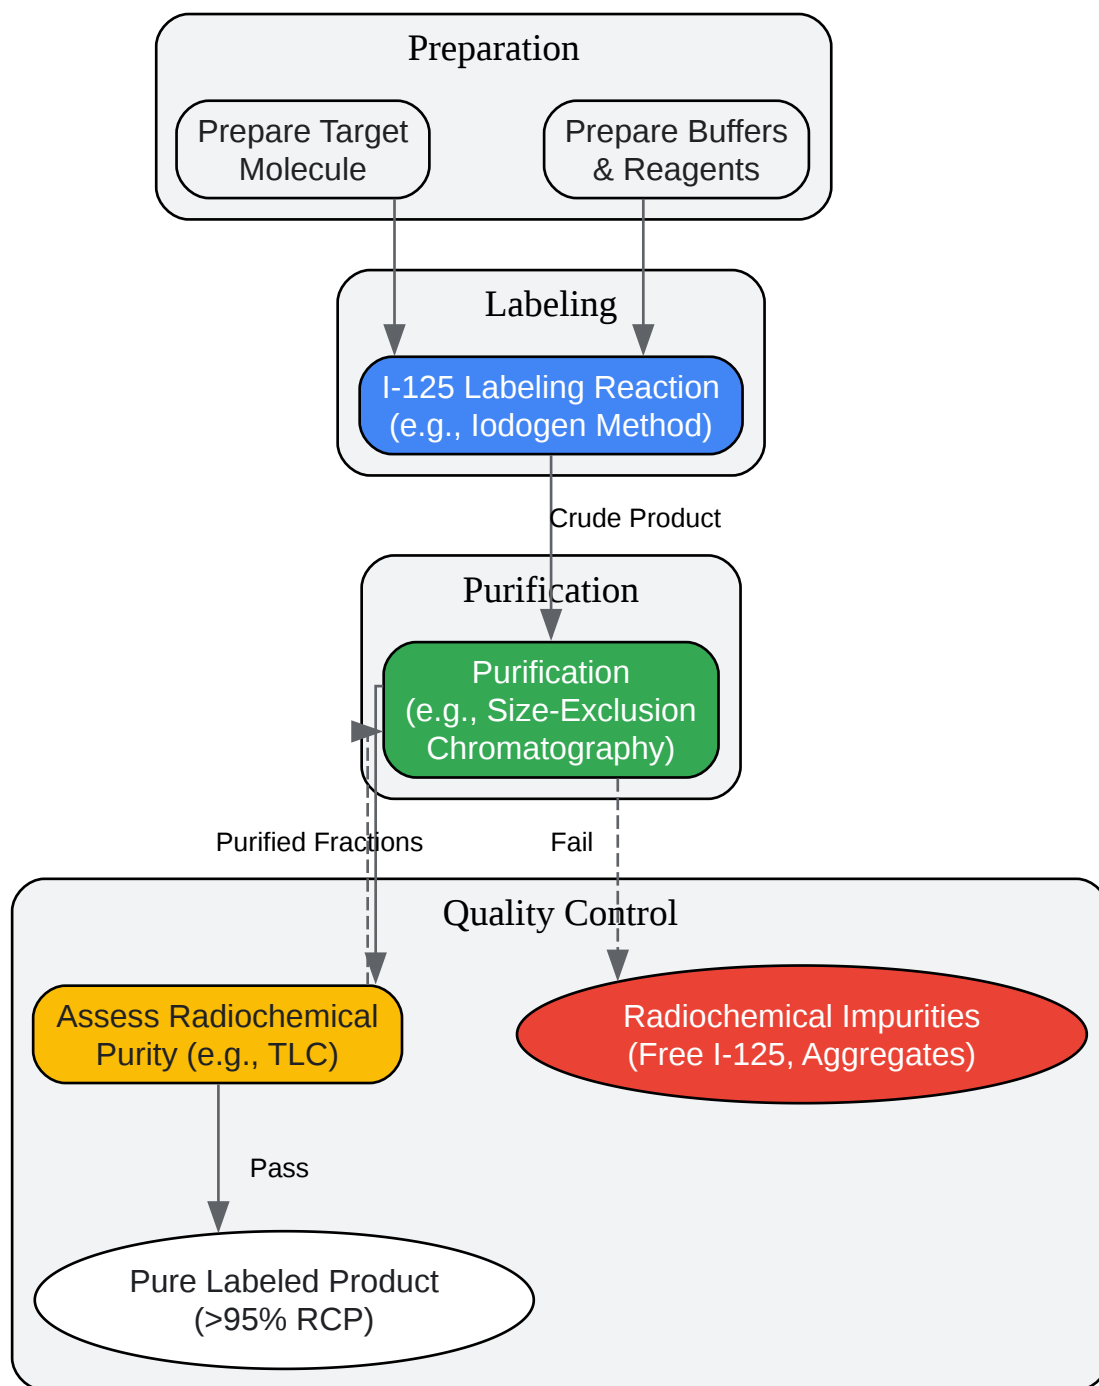 Preparation
Prepare Target
Molecule
Prepare Buffers
& Reagents
Labeling
I-125 Labeling Reaction
(e.g., Iodogen Method)
Crude Product
Purification
Purification
(e.g., Size-Exclusion
Chromatography)
Purified Fractions
Fail
Quality Control
Assess Radiochemical
Purity (e.g., TLC)
Radiochemical Impurities
(Free I-125, Aggregates)
Pass
Pure Labeled Product
(>95% RCP)